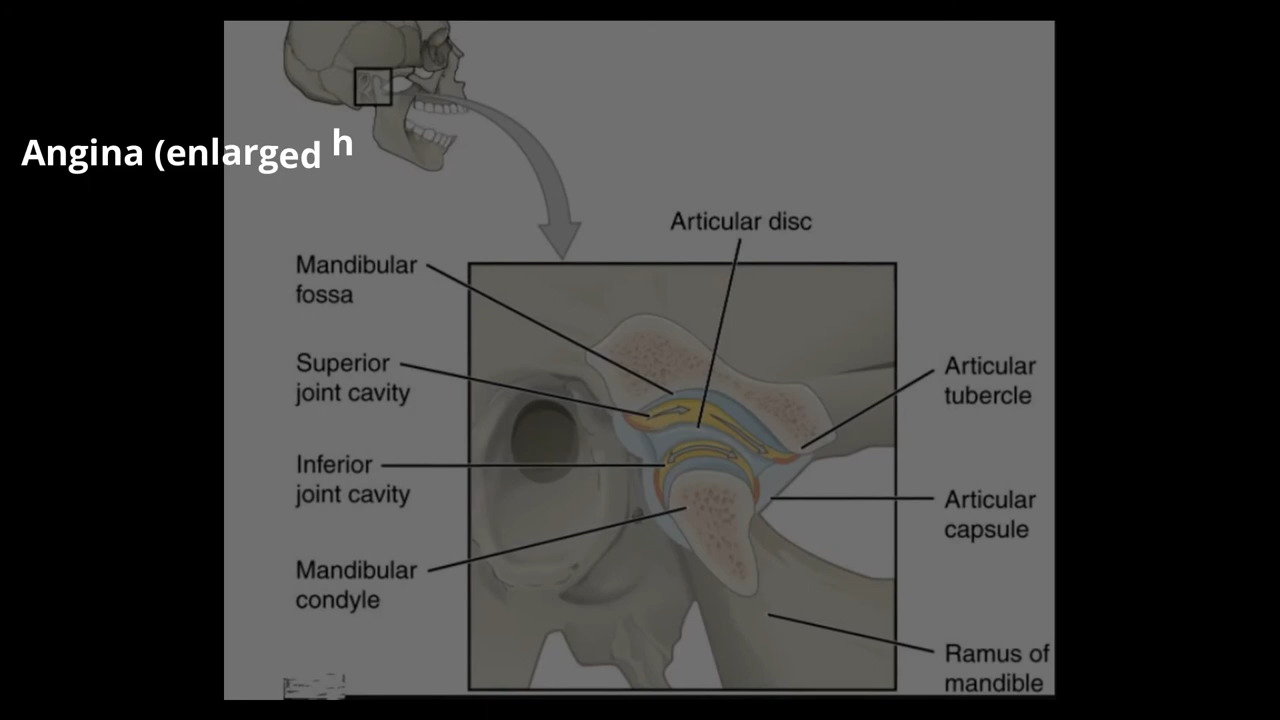 Angina (enlarged h
Articular disc
Mandibular
fossa
Superior
joint cavity
Inferior
joint cavity
Mandibular
condyle
Articular
tubercle
Articular
capsule
Ramus of
mandible